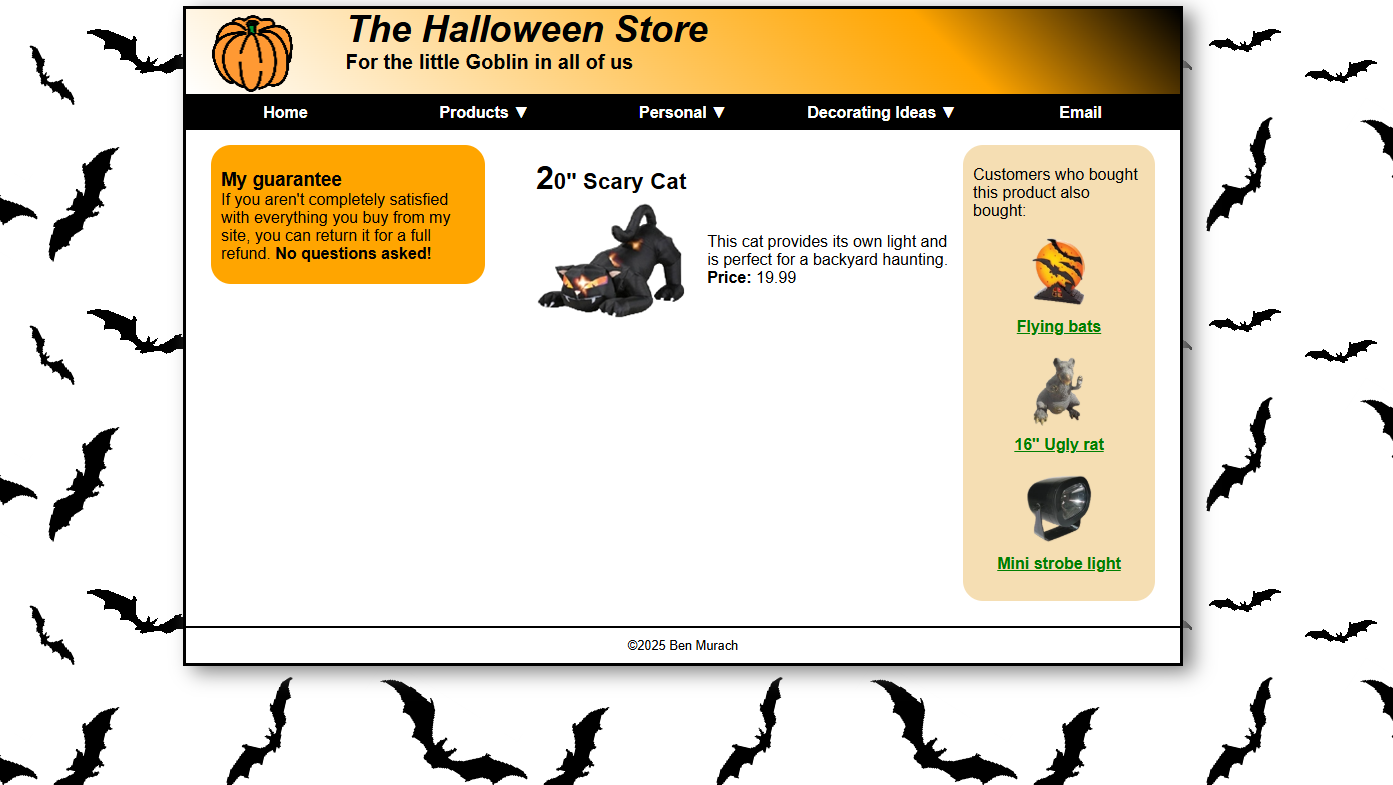 The Halloween Store
For the little Goblin in all of us
Home
Products ▼
Personal ▼
Decorating Ideas ▼
Email
My guarantee
If you aren't completely satisfied
with everything you buy from my
site, you can return it for a full
refund. No questions asked!
20" Scary Cat
This cat provides its own light and
is perfect for a backyard haunting.
Price: 19.99
Customers who bought
this product also
bought:
Flying bats
16" Ugly rat
Mini strobe light
©2025 Ben Murach